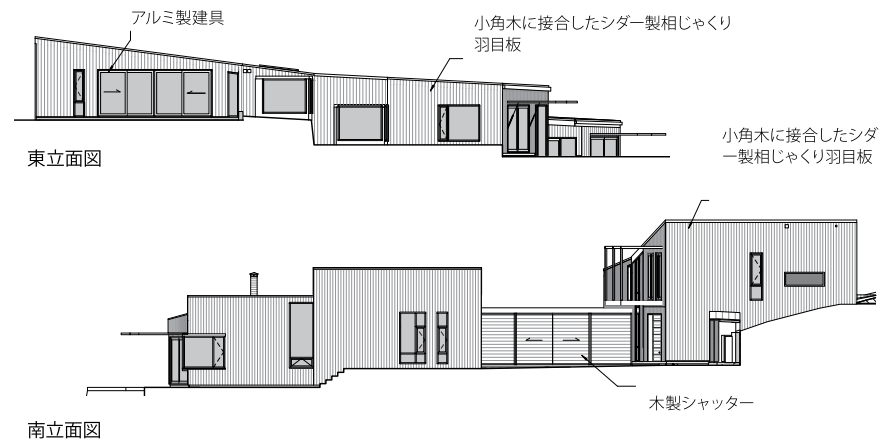 アルミ製建具
小角木に接合したシダー製相じゃくり
羽目板
東立面図
小角木に接合したシダ
ー製相じゃくり羽目板
木製シャッター
南立面図